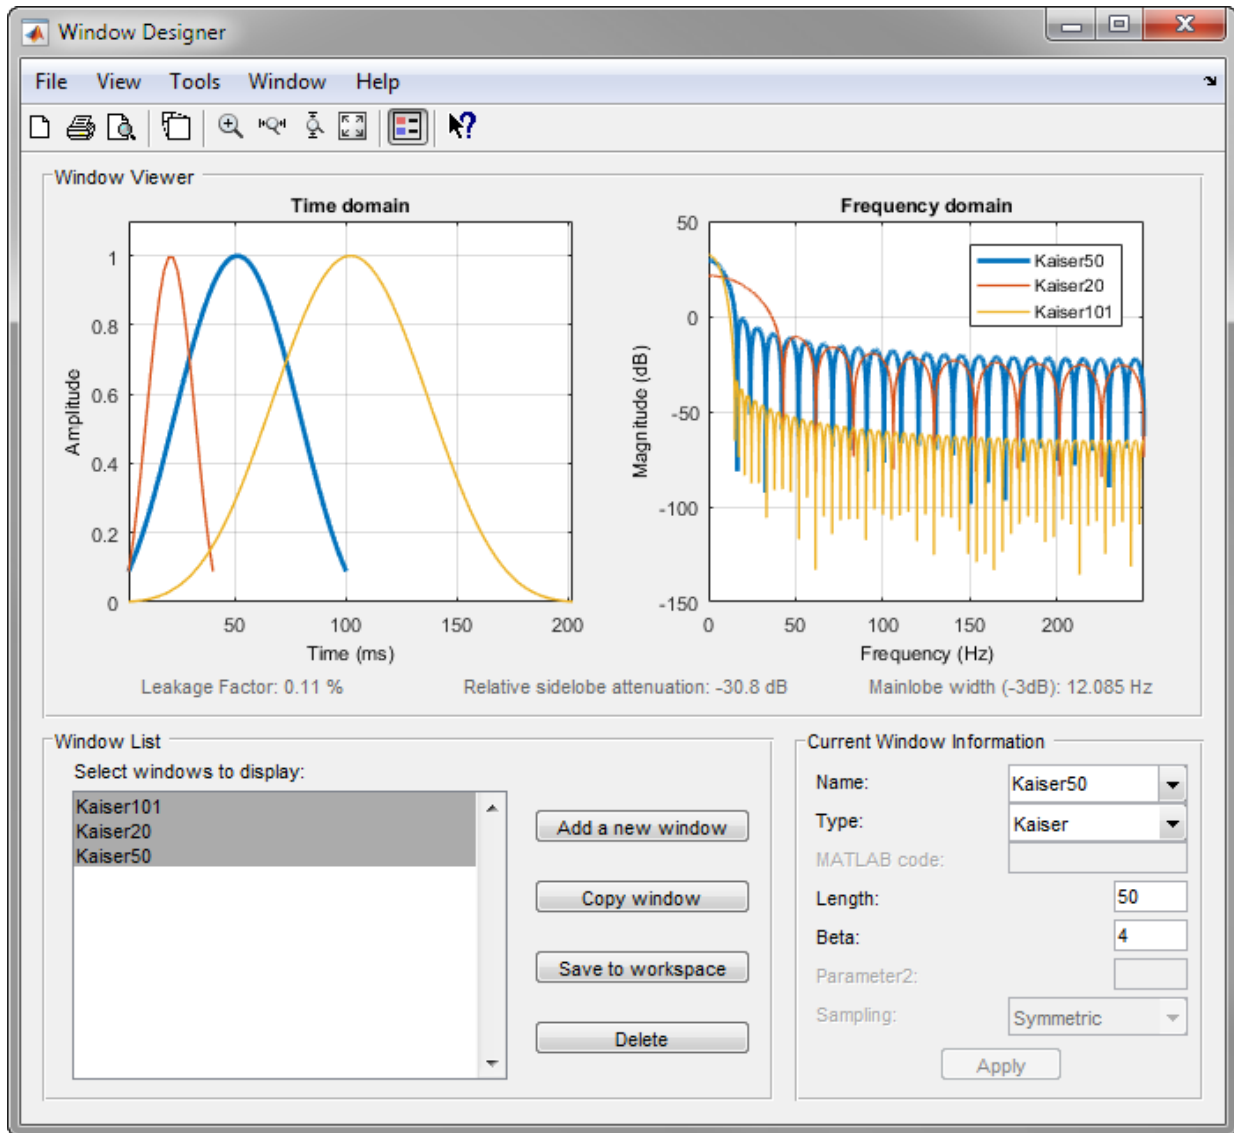 Window Designer
File View Tools Window Help
Window Viewer
Time domain
1
0.8
0.6
0.4
0.2
0
Amplitude
50 100 150 200
Time (ms)
Frequency domain
50
0
-50
-100
-150
Magnitude (dB)
Kaiser50
Kaiser20
Kaiser101
0 50 100 150 200
Frequency (Hz)
Leakage Factor: 0.11 % Relative sidelobe attenuation: -30.8 dB Mainlobe width (-3dB): 12.085 Hz
Window List
Select windows to display:
Kaiser101
Kaiser20
Kaiser50
Add a new window
Copy window
Save to workspace
Delete
Current Window Information
Name: Kaiser50
Type: Kaiser
MATLAB code:
Length: 50
Beta: 4
Parameter2:
Sampling: Symmetric
Apply